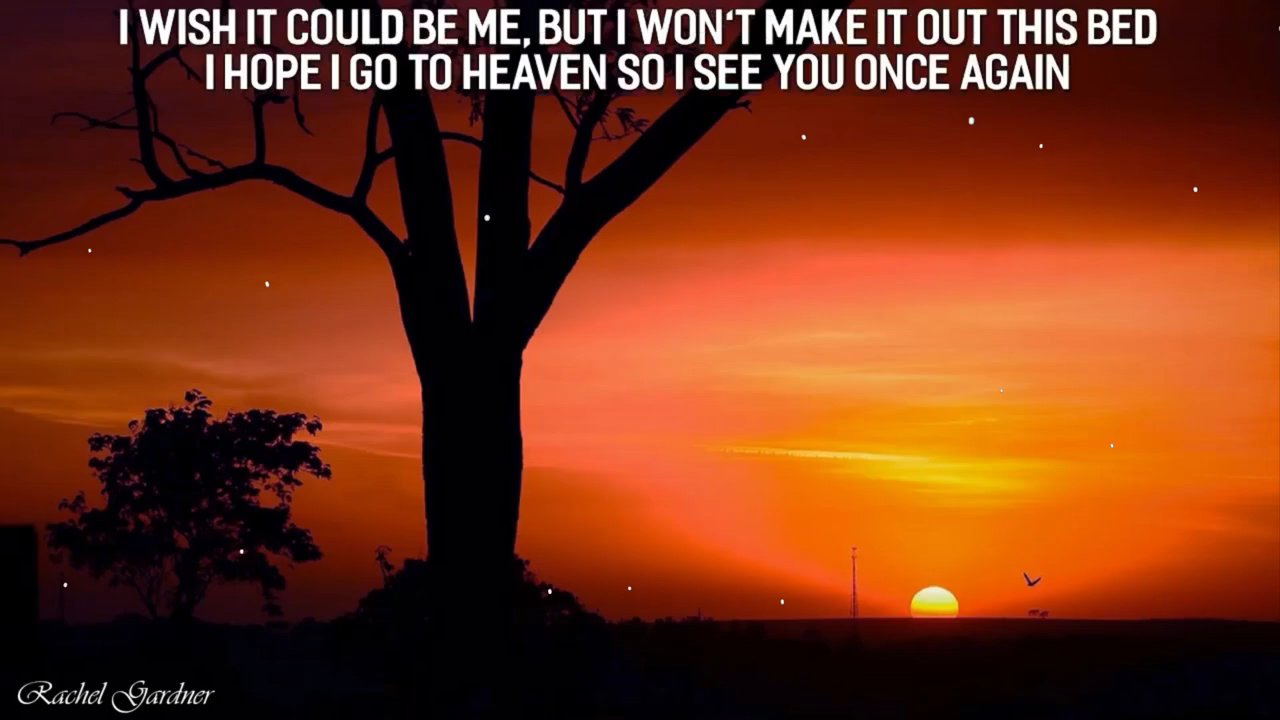 I WISH IT COULD BE ME, BUT I WON'T MAKE IT OUT THIS BED
I HOPE I GO TO HEAVEN SO I SEE YOU ONCE AGAIN
Rachel Gardner